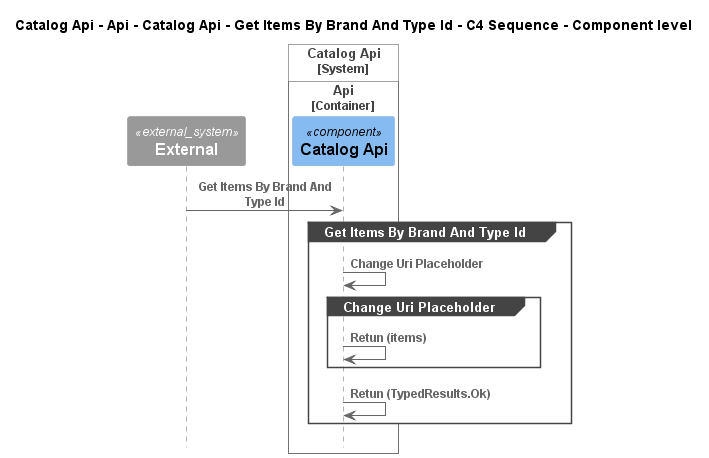 Catalog Api - Api - Catalog Api - Get Items By Brand And Type Id - C4 Sequence - Component level
Catalog Api
[System]
Api
[Container]
«external_system»
External
«component»
Catalog Api
Get Items By Brand And
Type Id
Get Items By Brand And Type Id
Change Uri Placeholder
Change Uri Placeholder
Retun (items)
Retun (TypedResults.Ok)